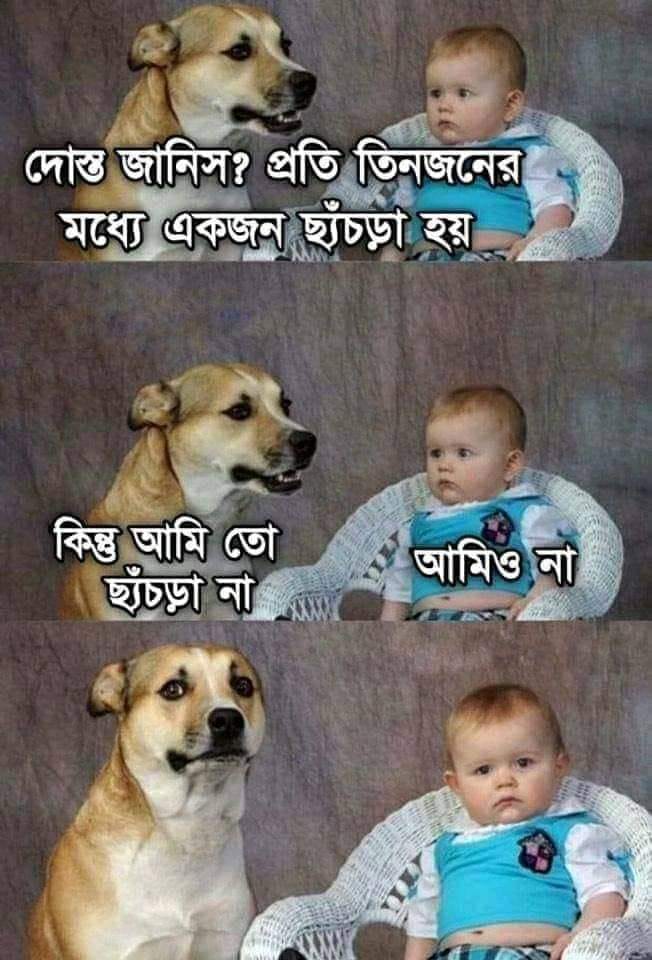 দোস্ত জানিস? প্রতি তিনজনের
মধ্যে একজন ছ্যাঁচড়া হয়
কিন্তু আমি তো
ছ্যাঁচড়া না
আমিও না